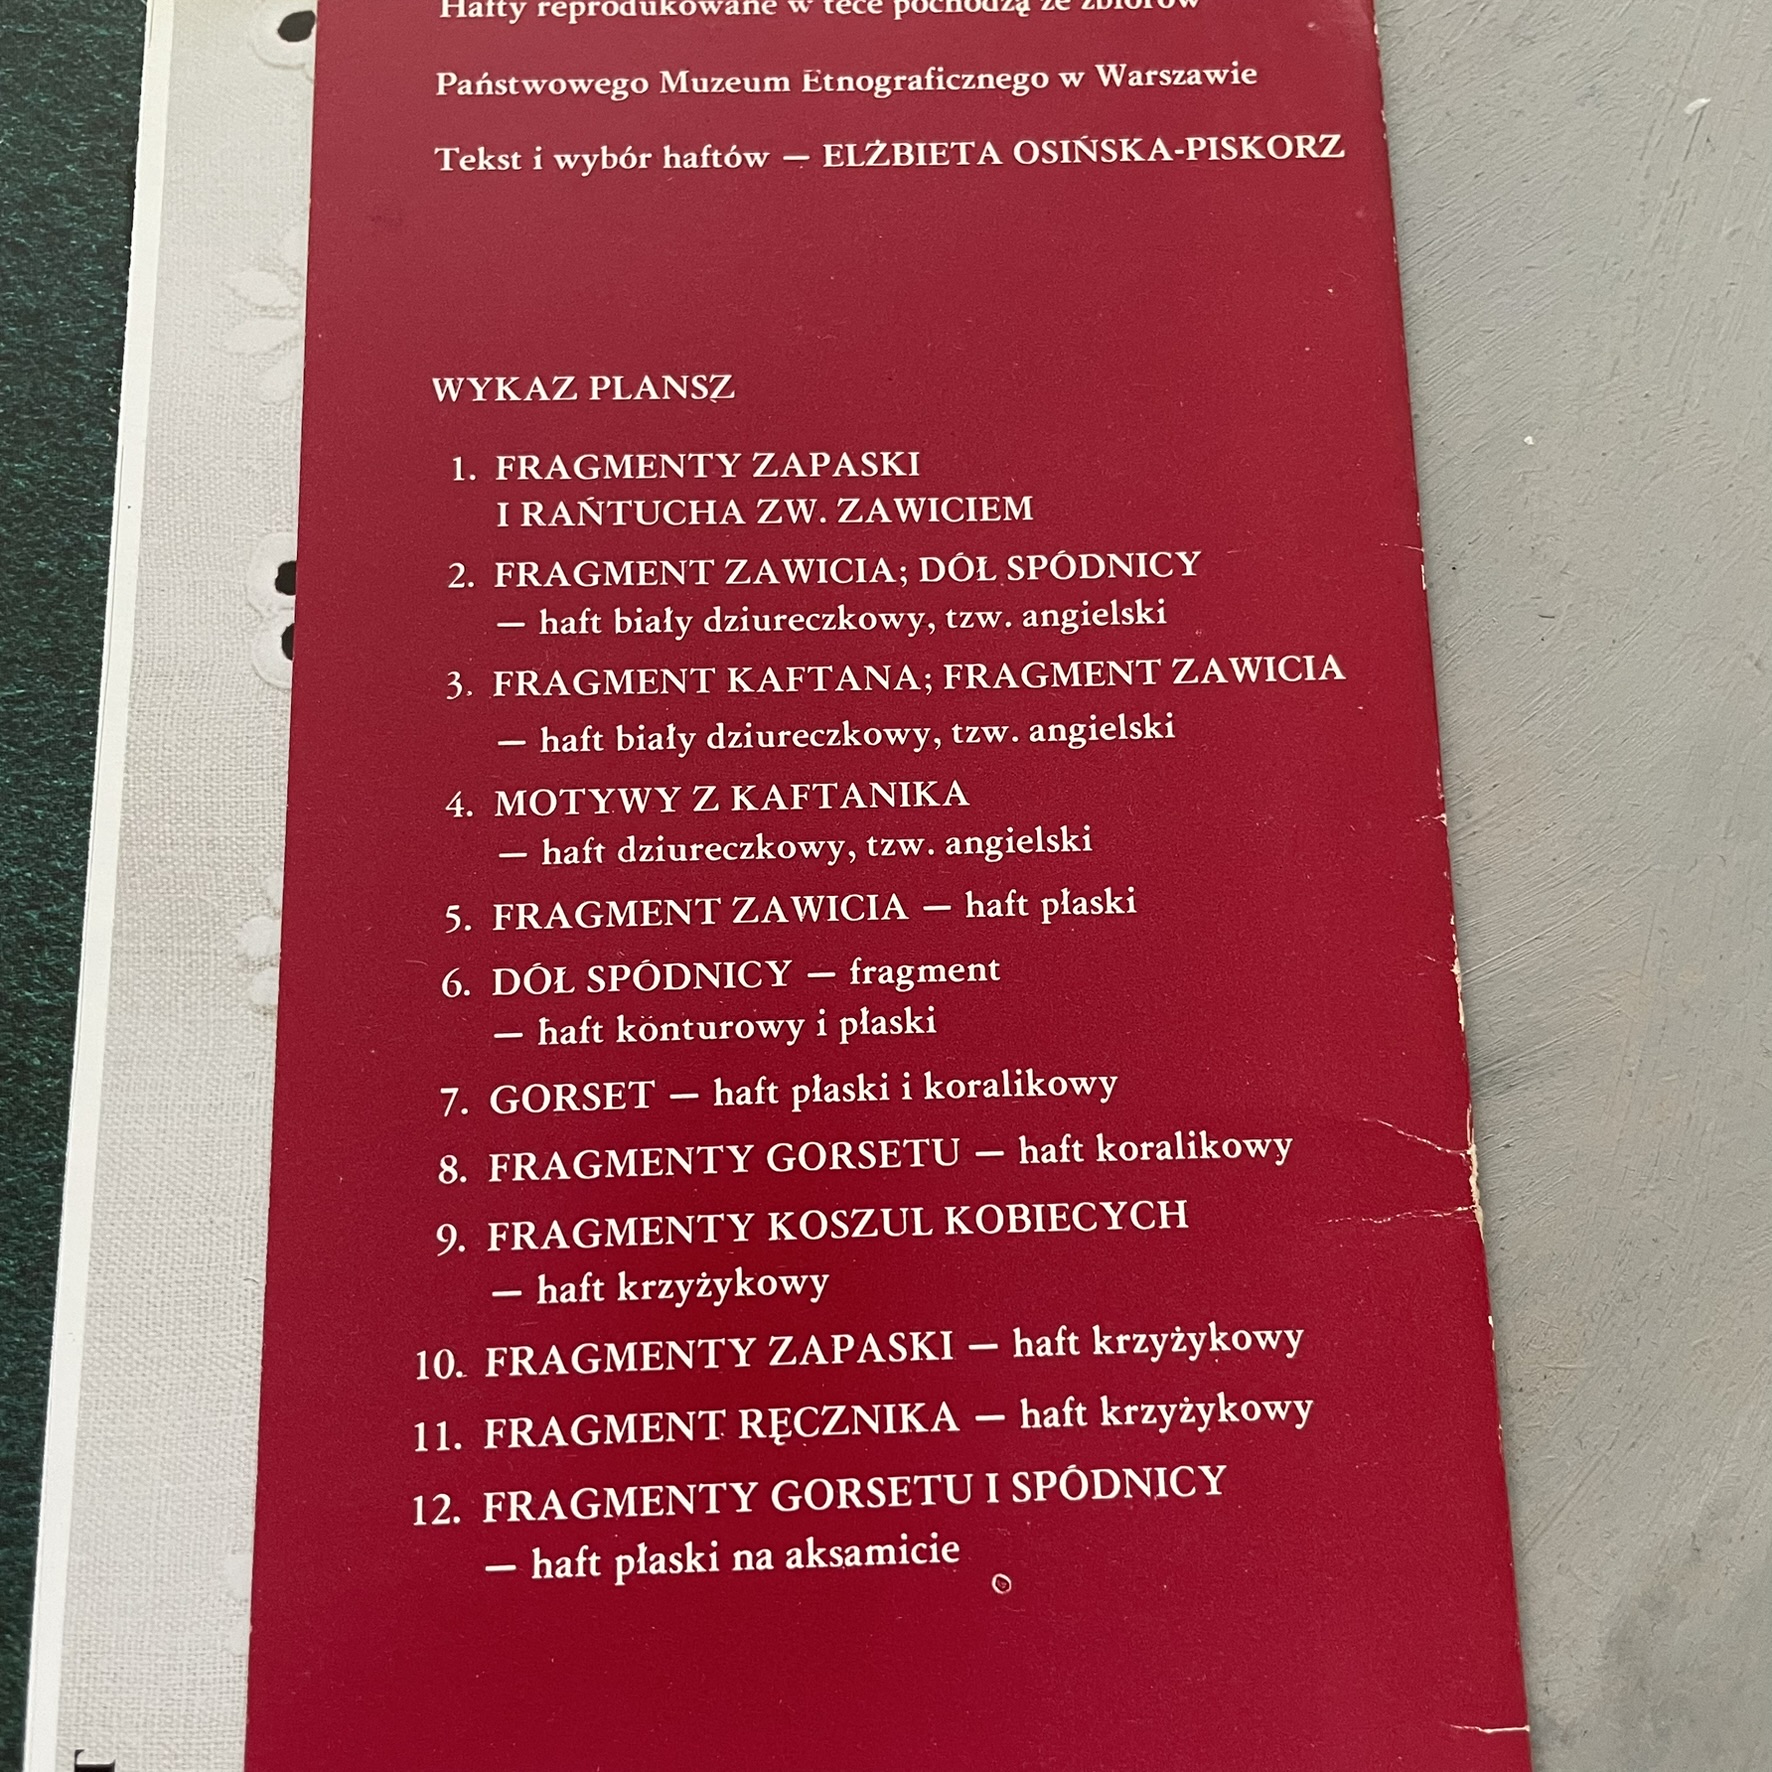 Hafty reprodukowane w tece pochodzą ze zbiorów
Państwowego Muzeum Etnograficznego w Warszawie
Tekst i wybór haftów — ELŻBIETA OSIŃSKA-PISKORZ
WYKAZ PLANSZ
1. FRAGMENTY ZAPASKI
I RAŃTUCHA ZW. ZAWICIEM
2. FRAGMENT ZAWICIA; DÓŁ SPÓDNICY
— haft biały dziureczkowy, tzw. angielski
3. FRAGMENT KAFTANA; FRAGMENT ZAWICIA
— haft biały dziureczkowy, tzw. angielski
4. MOTYWY Z KAFTANIKA
— haft dziureczkowy, tzw. angielski
5. FRAGMENT ZAWICIA — haft płaski
6. DÓŁ SPÓDNICY — fragment
— haft konturowy i płaski
7. GORSET — haft płaski i koralikowy
8. FRAGMENTY GORSETU — haft koralikowy
9. FRAGMENTY KOSZUL KOBIECYCH
— haft krzyżykowy
10. FRAGMENTY ZAPASKI — haft krzyżykowy
11. FRAGMENT RĘCZNIKA — haft krzyżykowy
12. FRAGMENTY GORSETU I SPÓDNICY
— haft płaski na aksamicie